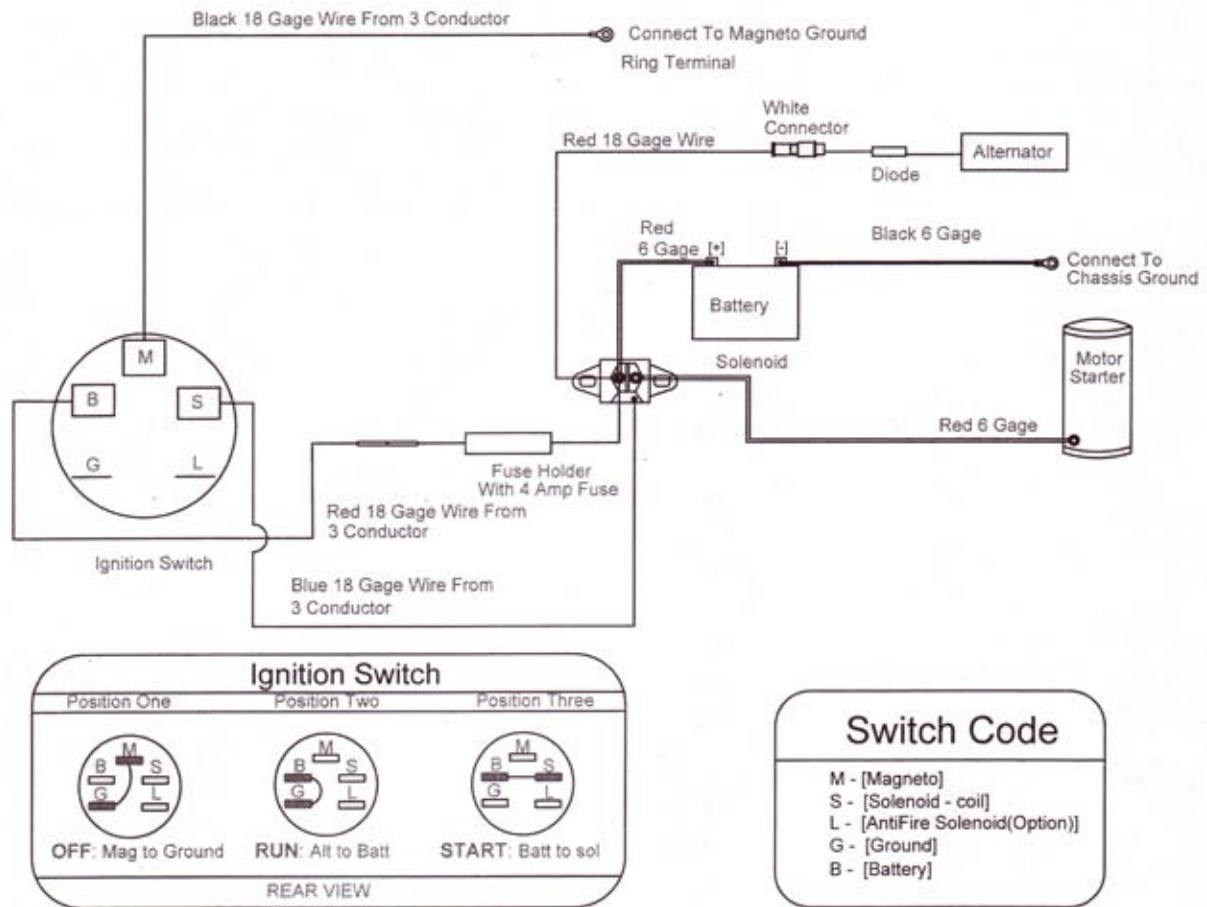 Black 18 Gage Wire From 3 Conductor
Connect To Magneto Ground
Ring Terminal
White
Connector
Red 18 Gage Wire
Alternator
Diode
Red
6 Gage
[+]
[-]
Black 6 Gage
Connect To
Chassis Ground
Battery
Solenoid
Motor
Starter
Red 6 Gage
M
B
S
G
L
Fuse Holder
With 4 Amp Fuse
Red 18 Gage Wire From
3 Conductor
Ignition Switch
Blue 18 Gage Wire From
3 Conductor
Ignition Switch
Position One
Position Two
Position Three
M
B
S
G
L
M
B
S
G
L
M
B
S
G
L
OFF: Mag to Ground
RUN: Alt to Batt
START: Batt to sol
REAR VIEW
Switch Code
M - [Magneto]
S - [Solenoid - coil]
L - [AntiFire Solenoid(Option)]
G - [Ground]
B - [Battery]